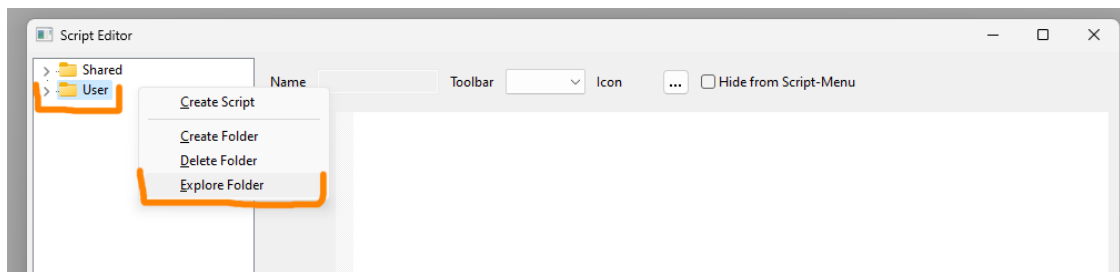 Script Editor
Shared
User
Name
Toolbar
Icon
...
Hide from Script-Menu
Create Script
Create Folder
Delete Folder
Explore Folder